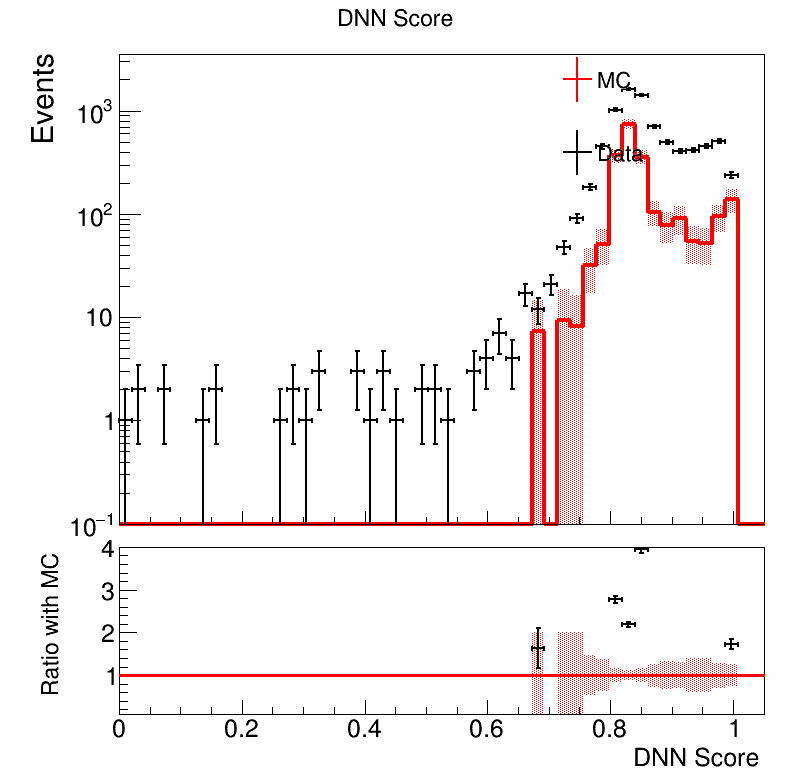 DNN Score
Events
10³
10²
10
1
10⁻¹
MC
Data
Ratio with MC
4
3
2
1
0 0.2 0.4 0.6 0.8 1
DNN Score